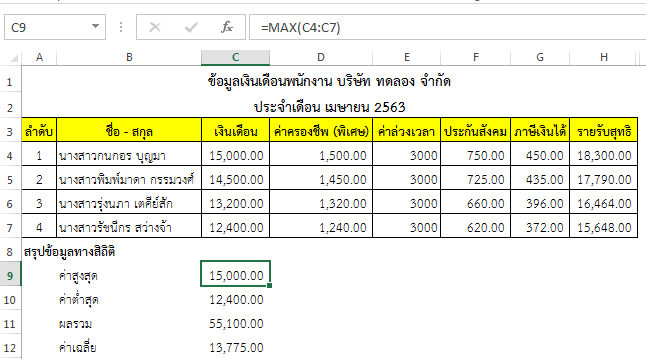 C9 fx =MAX(C4:C7)
A B C D E F G H
1 ข้อมูลเงินเดือนพนักงาน บริษัท ทดลอง จำกัด
2 ประจำเดือน เมษายน 2563
3 ลำดับ ชื่อ - สกุล เงินเดือน ค่าครองชีพ (พิเศษ) ค่าล่วงเวลา ประกันสังคม ภาษีเงินได้ รายรับสุทธิ
4 1 นางสาวกนกอร บุญมา 15,000.00 1,500.00 3000 750.00 450.00 18,300.00
5 2 นางสาวพิมพ์มาดา กรรมวงศ์ 14,500.00 1,450.00 3000 725.00 435.00 17,790.00
6 3 นางสาวรุ่งนภา เตคีย์สัก 13,200.00 1,320.00 3000 660.00 396.00 16,464.00
7 4 นางสาวรัชนีกร สว่างจ้า 12,400.00 1,240.00 3000 620.00 372.00 15,648.00
8 สรุปข้อมูลทางสิถิติ
9 ค่าสูงสุด 15,000.00
10 ค่าต่ำสุด 12,400.00
11 ผลรวม 55,100.00
12 ค่าเฉลี่ย 13,775.00